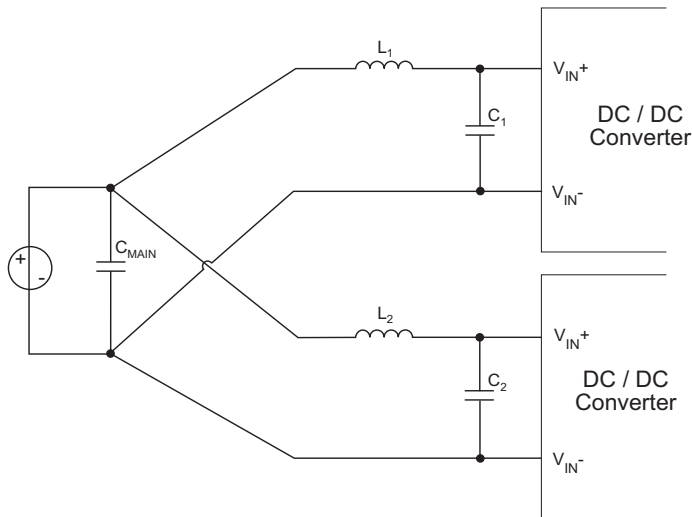 L1
VIN+
C1
DC / DC
Converter
VIN-
+
-
CMAIN
L2
VIN+
C2
DC / DC
Converter
VIN-